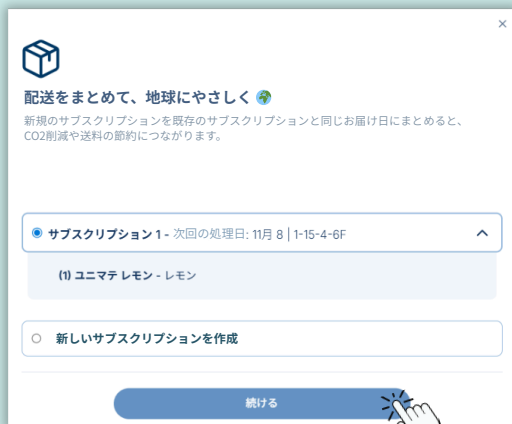 配送をまとめて、地球にやさしく 🌍
新規のサブスクリプションを既存のサブスクリプションと同じお届け日にまとめると、
CO2削減や送料の節約につながります。
サブスクリプション 1 - 次回の処理日: 11月 8 | 1-15-4-6F
(1) ユニマテ レモン - レモン
新しいサブスクリプションを作成
続ける